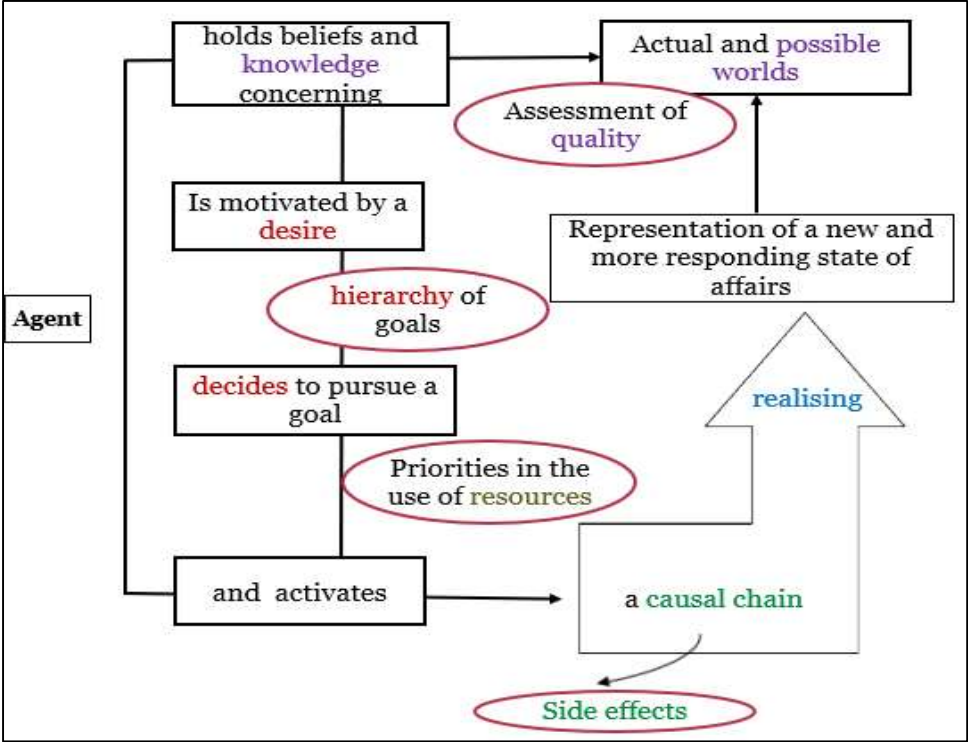 holds beliefs and
knowledge
concerning
Actual and possible
worlds
Assessment of
quality
Is motivated by a
desire
Representation of a new and
more responding state of
affairs
hierarchy of
goals
Agent
decides to pursue a
goal
realising
Priorities in the
use of resources
and activates
a causal chain
Side effects